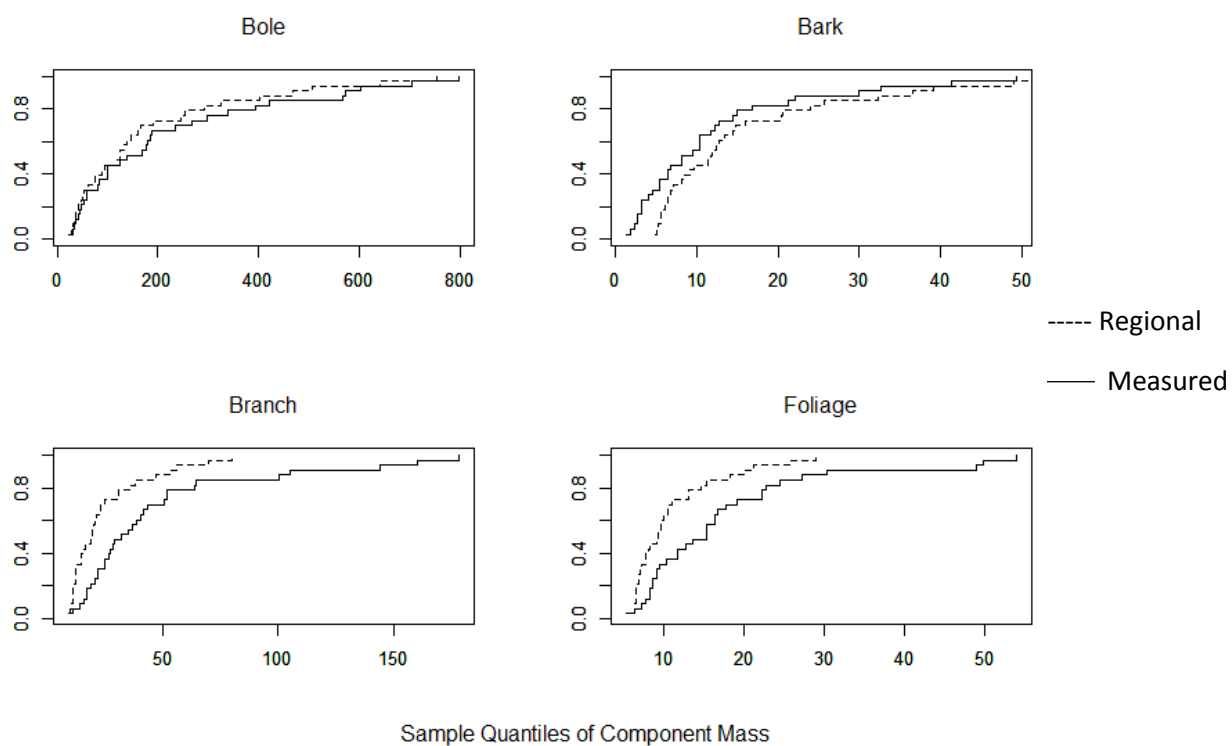 Bole
0.0 0.4 0.8
0 200 400 600 800
Bark
0.0 0.4 0.8
0 10 20 30 40 50
Regional
Measured
Branch
0.0 0.4 0.8
50 100 150
Foliage
0.0 0.4 0.8
10 20 30 40 50
Sample Quantiles of Component Mass